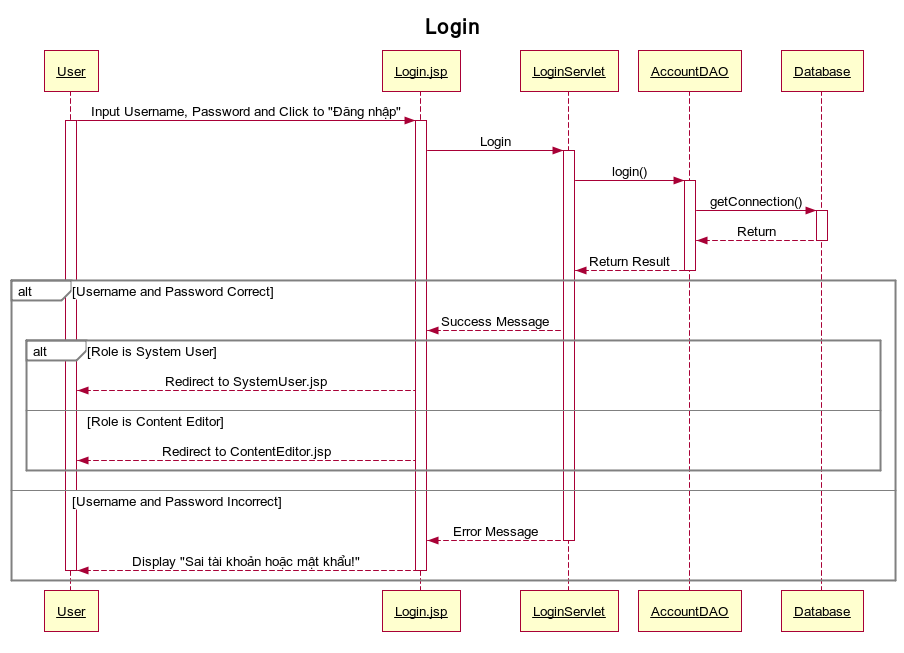 Login
User Login.jsp LoginServlet AccountDAO Database
Input Username, Password and Click to "Đăng nhập"
Login
login()
getConnection()
Return
Return Result
alt [Username and Password Correct]
Success Message
alt [Role is System User]
Redirect to SystemUser.jsp
[Role is Content Editor]
Redirect to ContentEditor.jsp
[Username and Password Incorrect]
Error Message
Display "Sai tài khoản hoặc mật khẩu!"
User Login.jsp LoginServlet AccountDAO Database